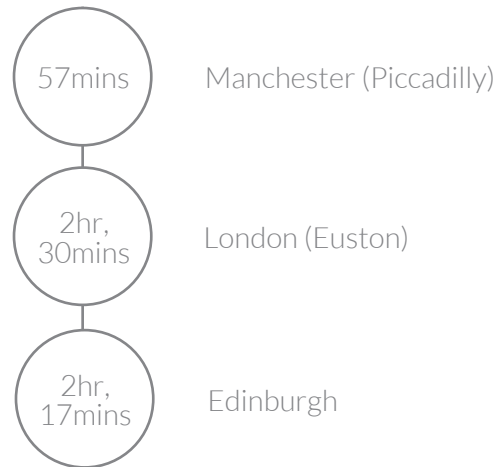 57mins
Manchester (Piccadilly)
2hr,
30mins
London (Euston)
2hr,
17mins
Edinburgh